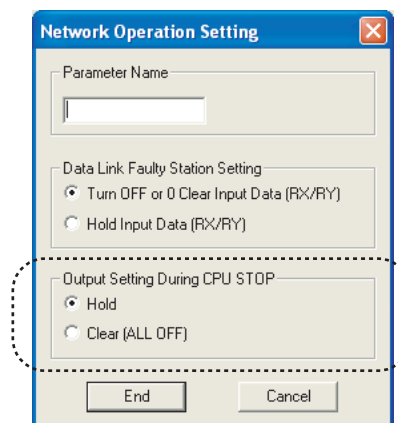 Network Operation Setting
Parameter Name
Data Link Faulty Station Setting
Turn OFF or 0 Clear Input Data (RX/RY)
Hold Input Data (RX/RY)
Output Setting During CPU STOP
Hold
Clear (ALL OFF)
End Cancel